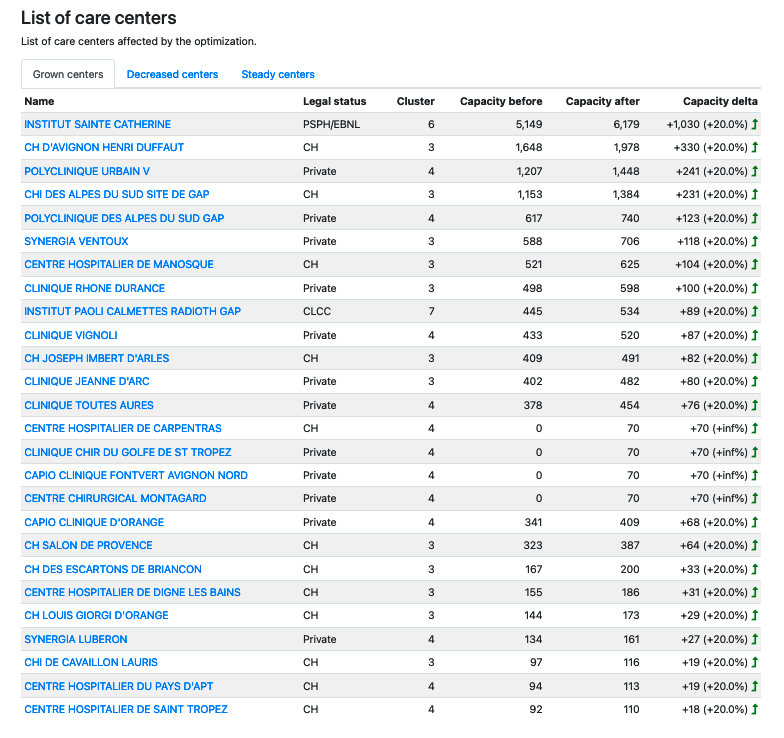 List of care centers
List of care centers affected by the optimization.
Grown centers Decreased centers Steady centers
Name Legal status Cluster Capacity before Capacity after Capacity delta
INSTITUT SAINTE CATHERINE PSPH/EBNL 6 5,149 6,179 +1,030 (+20.0%)
CH D'AVIGNON HENRI DUFFAUT CH 3 1,648 1,978 +330 (+20.0%)
POLYCLINIQUE URBAIN V Private 4 1,207 1,448 +241 (+20.0%)
CHI DES ALPES DU SUD SITE DE GAP CH 3 1,153 1,384 +231 (+20.0%)
POLYCLINIQUE DES ALPES DU SUD GAP Private 4 617 740 +123 (+20.0%)
SYNERGIA VENTOUX Private 3 588 706 +118 (+20.0%)
CENTRE HOSPITALIER DE MANOSQUE CH 3 521 625 +104 (+20.0%)
CLINIQUE RHONE DURANCE Private 3 498 598 +100 (+20.0%)
INSTITUT PAOLI CALMETTES RADIOTH GAP CLCC 7 445 534 +89 (+20.0%)
CLINIQUE VIGNOLI Private 4 433 520 +87 (+20.0%)
CH JOSEPH IMBERT D'ARLES CH 3 409 491 +82 (+20.0%)
CLINIQUE JEANNE D'ARC Private 3 402 482 +80 (+20.0%)
CLINIQUE TOUTES AURES Private 4 378 454 +76 (+20.0%)
CENTRE HOSPITALIER DE CARPENTRAS CH 4 0 70 +70 (+inf%)
CLINIQUE CHIR DU GOLFE DE ST TROPEZ Private 4 0 70 +70 (+inf%)
CAPIO CLINIQUE FONTVERT AVIGNON NORD Private 4 0 70 +70 (+inf%)
CENTRE CHIRURGICAL MONTAGARD Private 4 0 70 +70 (+inf%)
CAPIO CLINIQUE D'ORANGE Private 4 341 409 +68 (+20.0%)
CH SALON DE PROVENCE CH 3 323 387 +64 (+20.0%)
CH DES ESCARTONS DE BRIANCON CH 3 167 200 +33 (+20.0%)
CENTRE HOSPITALIER DE DIGNE LES BAINS CH 3 155 186 +31 (+20.0%)
CH LOUIS GIORGI D'ORANGE CH 3 144 173 +29 (+20.0%)
SYNERGIA LUBERON Private 4 134 161 +27 (+20.0%)
CHI DE CAVAILLON LAURIS CH 3 97 116 +19 (+20.0%)
CENTRE HOSPITALIER DU PAYS D'APT CH 4 94 113 +19 (+20.0%)
CENTRE HOSPITALIER DE SAINT TROPEZ CH 4 92 110 +18 (+20.0%)